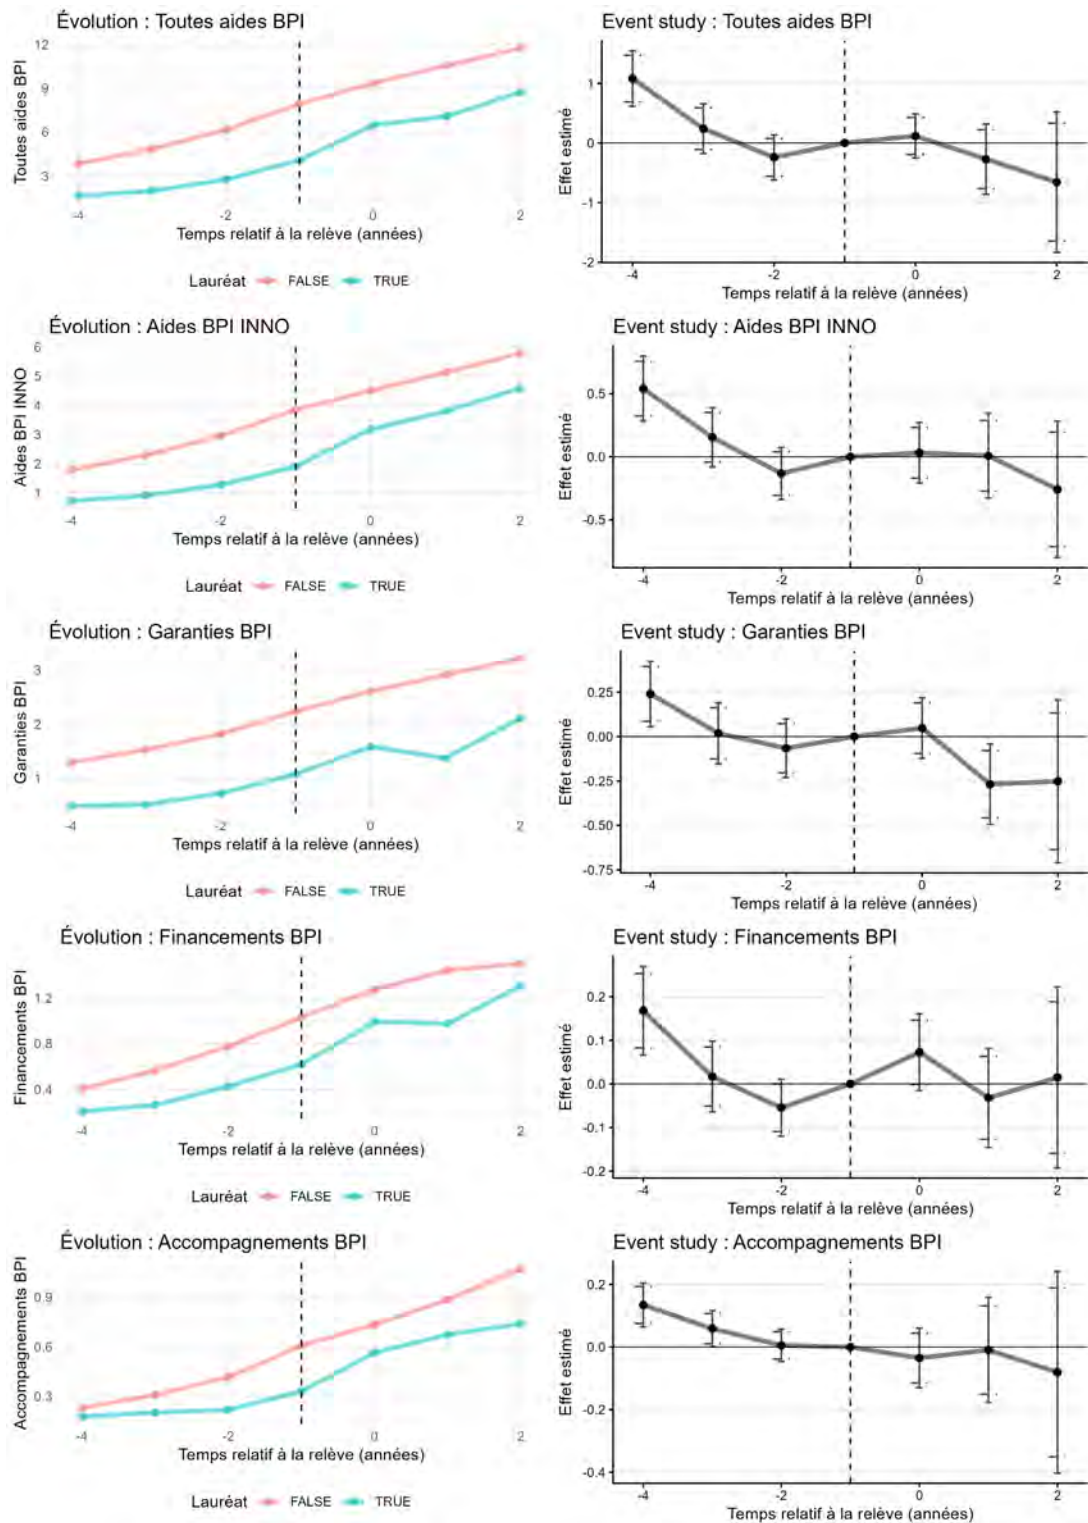 Évolution : Toutes aides BPI
Toutes aides BPI
12
9
6
3
-4
-2
0
2
Temps relatif à la relève (années)
Lauréat FALSE TRUE
Event study : Toutes aides BPI
Effet estimé
1
0
-1
-2
-4
-2
0
2
Temps relatif à la relève (années)
Évolution : Aides BPI INNO
Aides BPI INNO
6
5
4
3
2
1
-4
-2
0
2
Temps relatif à la relève (années)
Lauréat FALSE TRUE
Event study : Aides BPI INNO
Effet estimé
0.5
0.0
-0.5
-4
-2
0
2
Temps relatif à la relève (années)
Évolution : Garanties BPI
Garanties BPI
3
2
1
-4
-2
0
2
Temps relatif à la relève (années)
Lauréat FALSE TRUE
Event study : Garanties BPI
Effet estimé
0.25
0.00
-0.25
-0.50
-0.75
-4
-2
0
2
Temps relatif à la relève (années)
Évolution : Financements BPI
Financements BPI
1.2
0.8
0.4
-4
-2
0
2
Temps relatif à la relève (années)
Lauréat FALSE TRUE
Event study : Financements BPI
Effet estimé
0.2
0.1
0.0
-0.1
-0.2
-4
-2
0
2
Temps relatif à la relève (années)
Évolution : Accompagnements BPI
Accompagnements BPI
0.9
0.6
0.3
-4
-2
0
2
Temps relatif à la relève (années)
Lauréat FALSE TRUE
Event study : Accompagnements BPI
Effet estimé
0.2
0.0
-0.2
-0.4
-4
-2
0
2
Temps relatif à la relève (années)